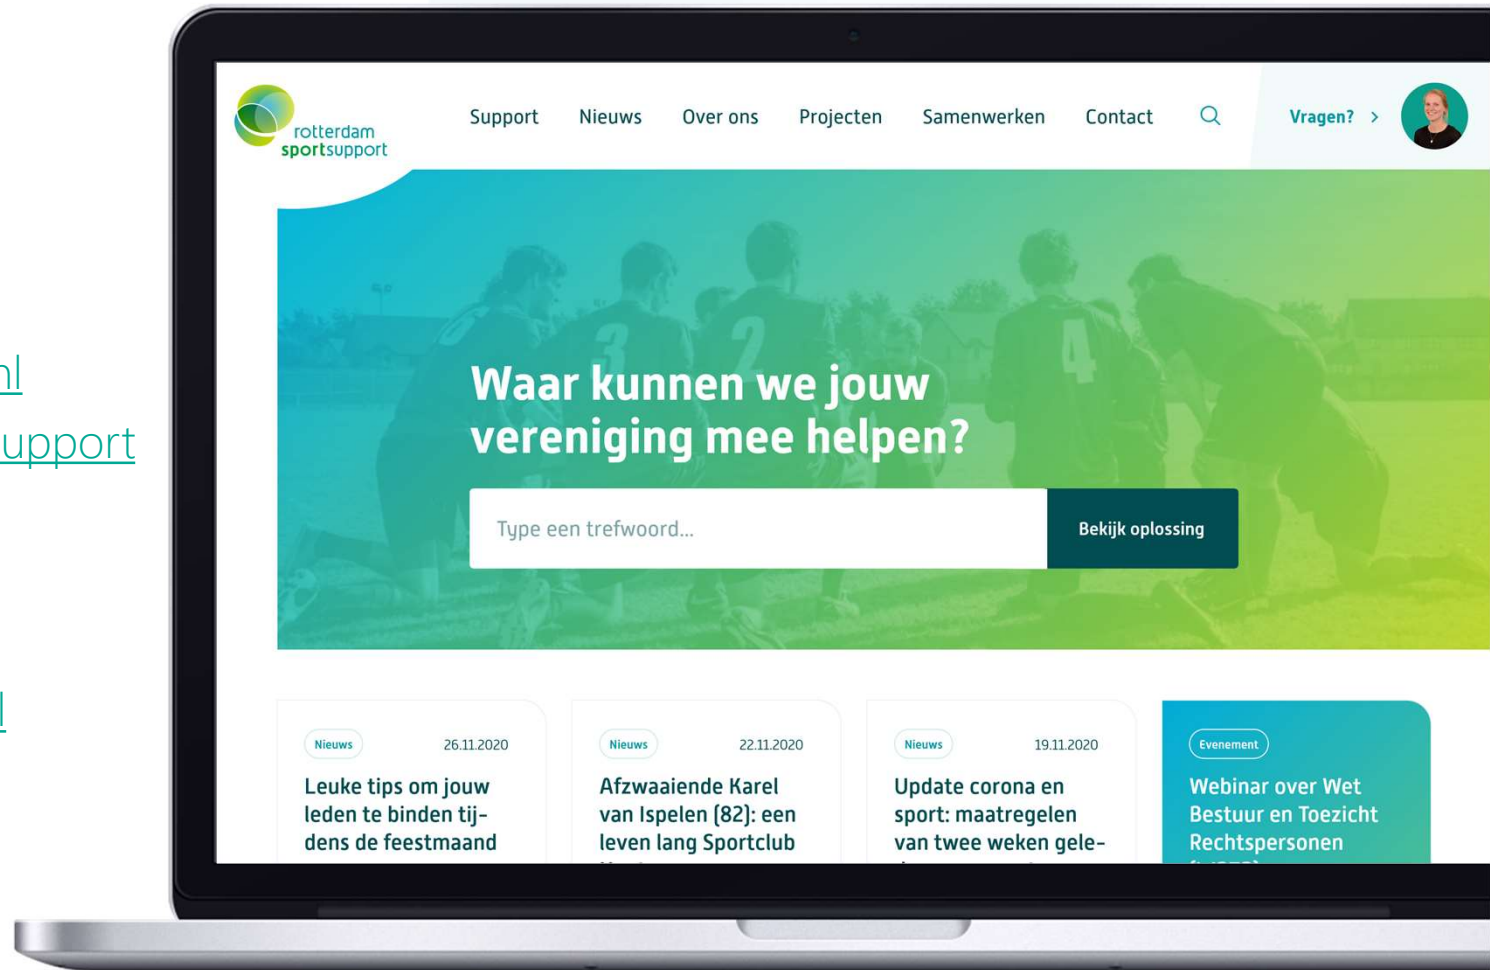 rotterdam
sportsupport
Support Nieuws Over ons Projecten Samenwerken Contact Vragen? >
nl
upport
l
Waar kunnen we jouw
vereniging mee helpen?
Type een trefwoord...
Bekijk oplossing
Nieuws 26.11.2020
Leuke tips om jouw
leden te binden tij-
dens de feestmaand
Nieuws 22.11.2020
Afzwaaiende Karel
van Ispelen (82): een
leven lang Sportclub
Nieuws 19.11.2020
Update corona en
sport: maatregelen
van twee weken gele-
Evenement
Webinar over Wet
Bestuur en Toezicht
Rechtspersonen
3
2
4